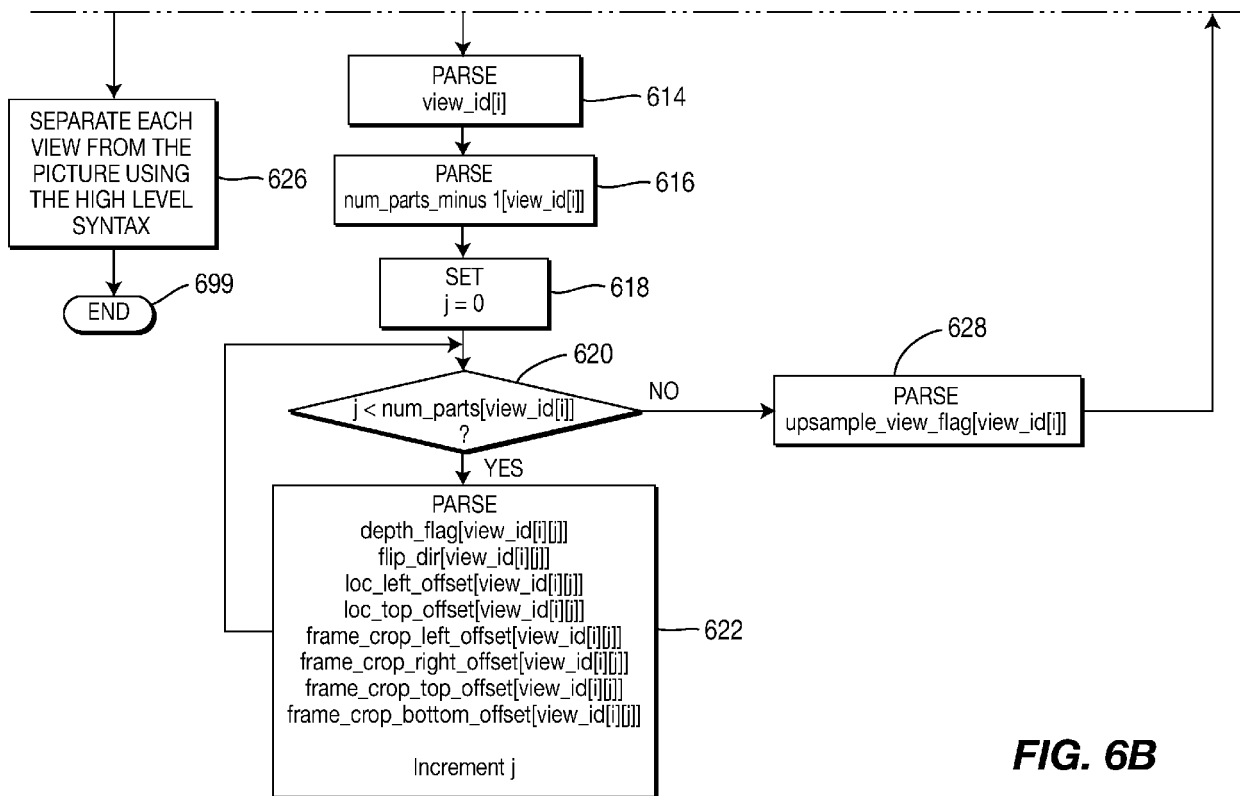 SEPARATE EACH
VIEW FROM THE
PICTURE USING
THE HIGH LEVEL
SYNTAX
626
END
699
PARSE
view_id[i]
614
PARSE
num_parts_minus 1[view_id[i]]
616
SET
j = 0
618
620
j < num_parts[view_id[i]]
?
NO
YES
628
PARSE
upsample_view_flag[view_id[i]]
PARSE
depth_flag[view_id[i][j]]
flip_dir[view_id[i][j]]
loc_left_offset[view_id[i][j]]
loc_top_offset[view_id[i][j]]
frame_crop_left_offset[view_id[i][j]]
frame_crop_right_offset[view_id[i][j]]
frame_crop_top_offset[view_id[i][j]]
frame_crop_bottom_offset[view_id[i][j]]
Increment j
622
FIG. 6B